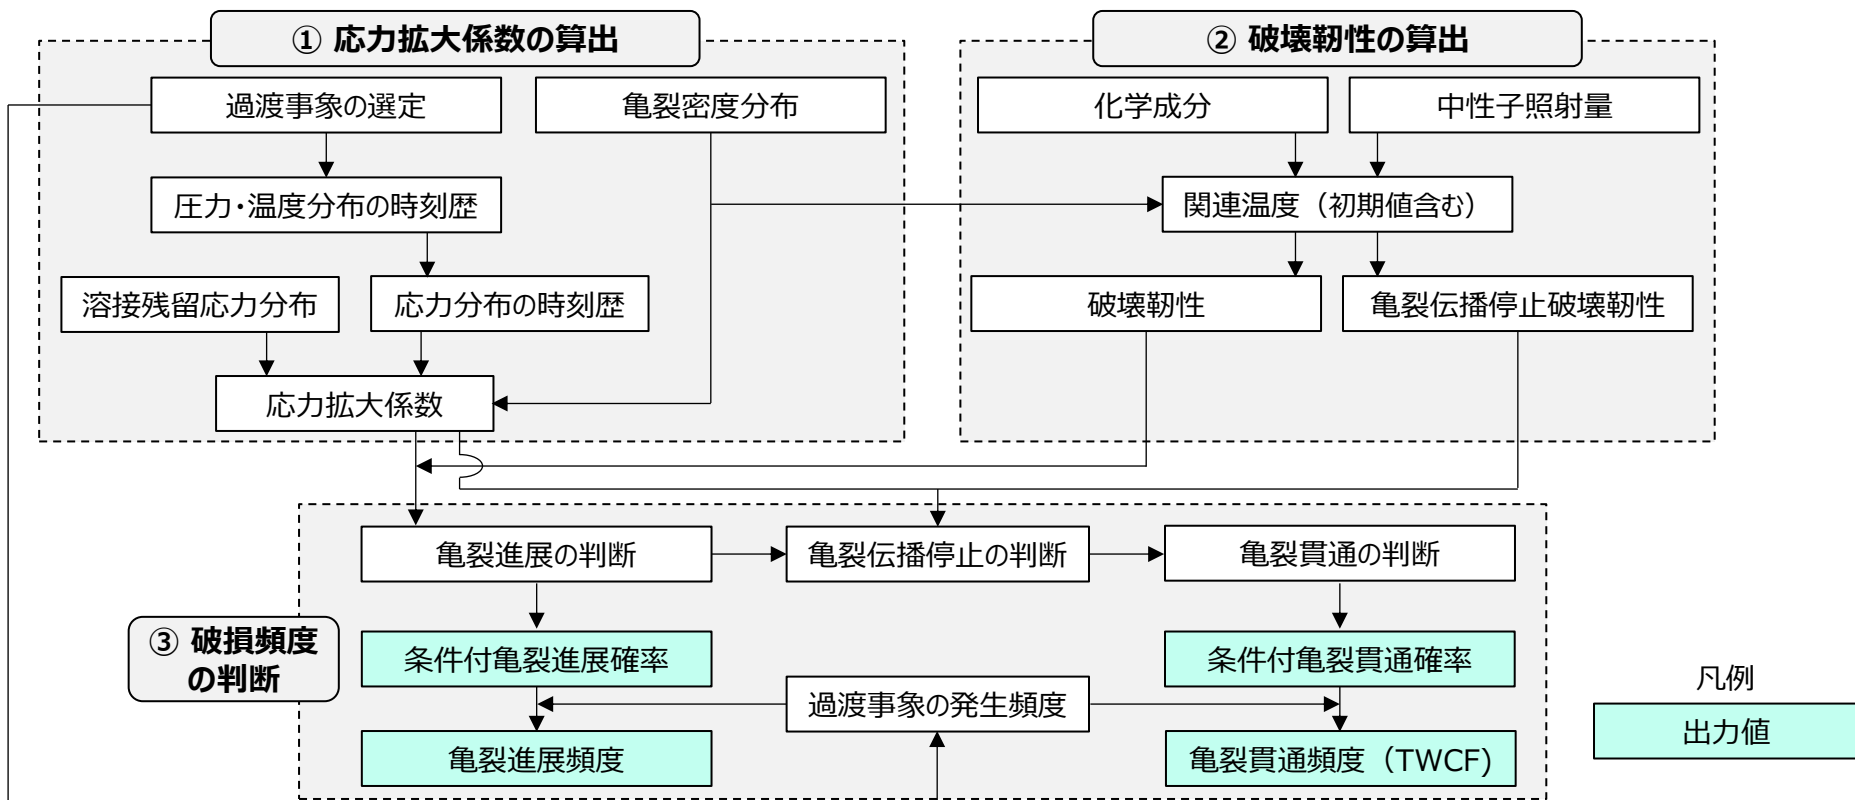 ① 応力拡大係数の算出
過渡事象の選定
亀裂密度分布
圧力・温度分布の時刻歴
溶接残留応力分布
応力分布の時刻歴
応力拡大係数
② 破壊靭性の算出
化学成分
中性子照射量
関連温度（初期値含む）
破壊靭性
亀裂伝播停止破壊靭性
③ 破損頻度
の判断
亀裂進展の判断
亀裂伝播停止の判断
亀裂貫通の判断
条件付亀裂進展確率
条件付亀裂貫通確率
過渡事象の発生頻度
亀裂進展頻度
亀裂貫通頻度（TWCF)
凡例
出力値